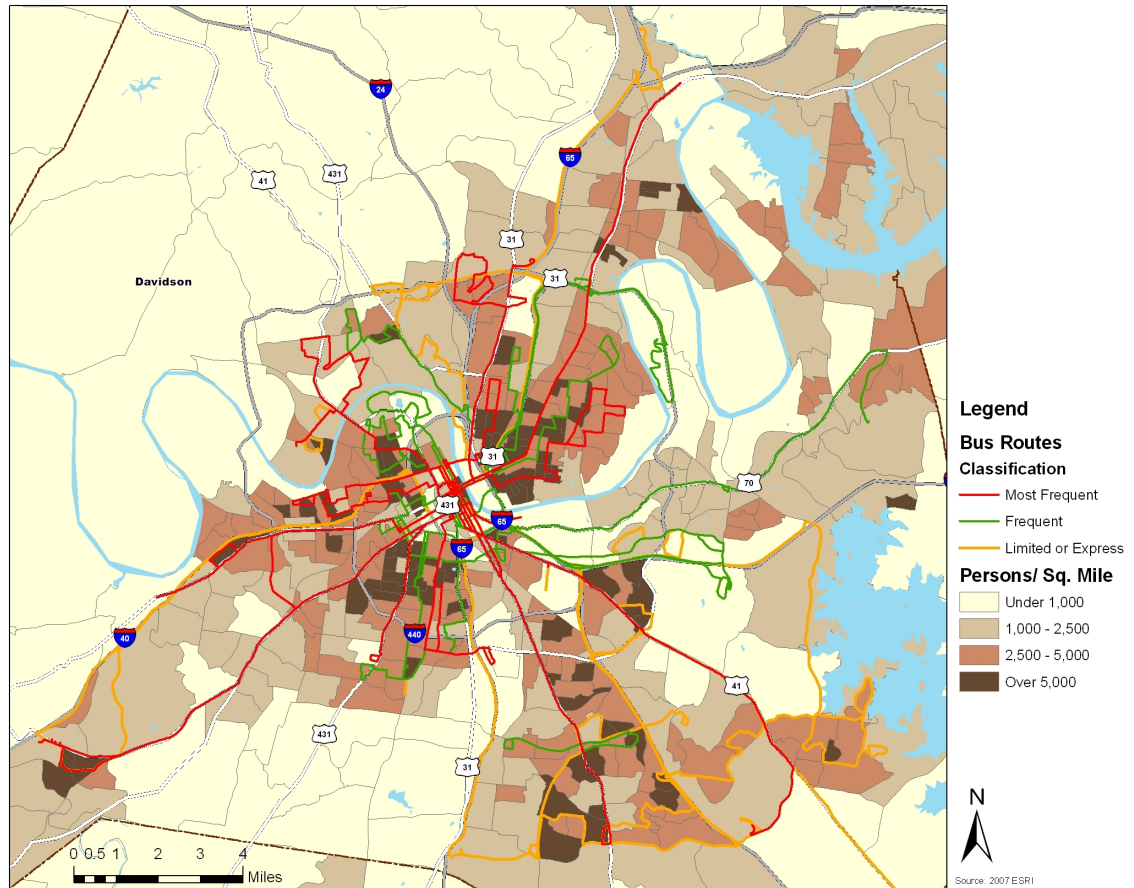 24
65
41
431
31
31
Davidson
31
70
431
65
65
40
440
41
431
31
0 0.5 1 2 3 4
Miles
Legend
Bus Routes
Classification
Most Frequent
Frequent
Limited or Express
Persons/ Sq. Mile
Under 1,000
1,000 - 2,500
2,500 - 5,000
Over 5,000
N
Source: 2007 ESRI